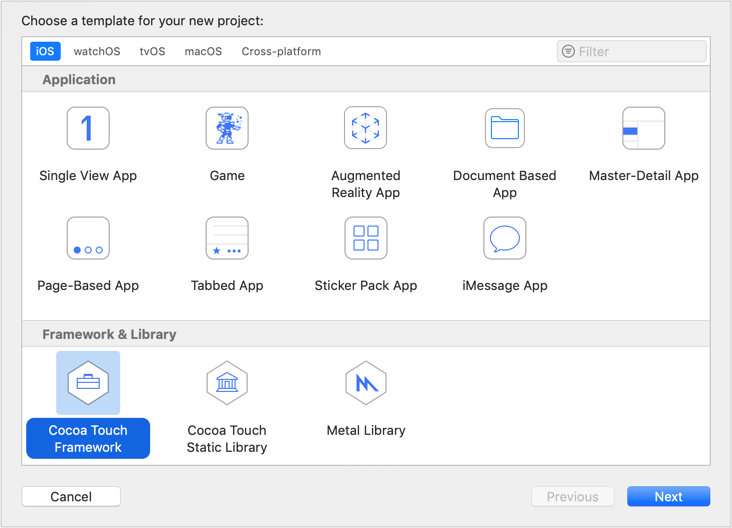 Choose a template for your new project:
iOS watchOS tvOS macOS Cross-platform Filter
Application
1
Single View App
Game
Augmented
Reality App
Document Based
App
Master-Detail App
Page-Based App
Tabbed App
Sticker Pack App
iMessage App
Framework & Library
Cocoa Touch
Framework
Cocoa Touch
Static Library
Metal Library
Cancel Previous Next